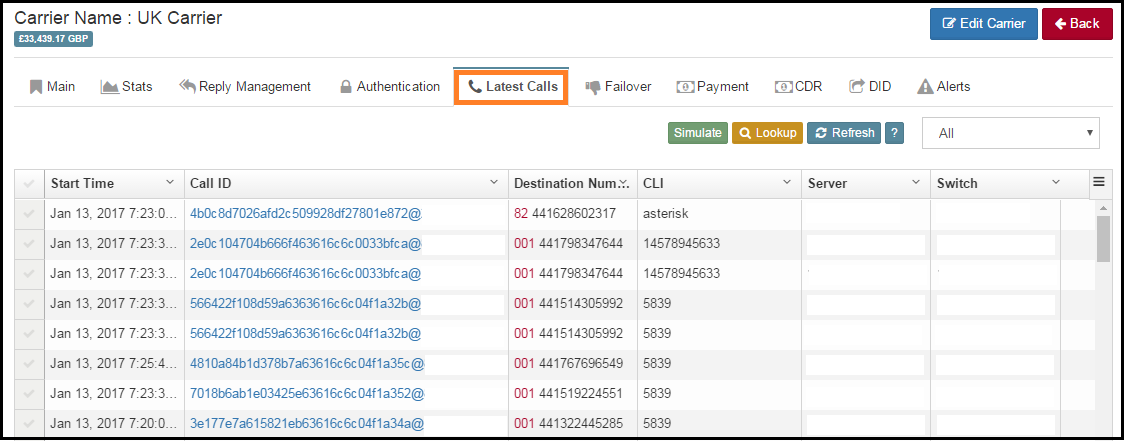 Carrier Name : UK Carrier
£33,439.17 GBP
Edit Carrier Back
Main Stats Reply Management Authentication Latest Calls Failover Payment CDR DID Alerts
Simulate Lookup Refresh ? All
Start Time Call ID Destination Num... CLI Server Switch
Jan 13, 2017 7:23:0... 4b0c8d7026afd2c509928df27801e872@ 82 441628602317 asterisk
Jan 13, 2017 7:23:3... 2e0c104704b666f463616c6c0033bfca@ 001 441798347644 14578945633
Jan 13, 2017 7:23:3... 2e0c104704b666f463616c6c0033bfca@ 001 441798347644 14578945633
Jan 13, 2017 7:23:3... 566422f108d59a6363616c6c04f1a32b@ 001 441514305992 5839
Jan 13, 2017 7:23:3... 566422f108d59a6363616c6c04f1a32b@ 001 441514305992 5839
Jan 13, 2017 7:25:4... 4810a84b1d378b7a63616c6c04f1a35c@ 001 441767696549 5839
Jan 13, 2017 7:23:3... 7018b6ab1e03425e63616c6c04f1a352@ 001 441519224551 5839
Jan 13, 2017 7:20:0... 3e177e7a615821eb63616c6c04f1a34a@ 001 441322445285 5839